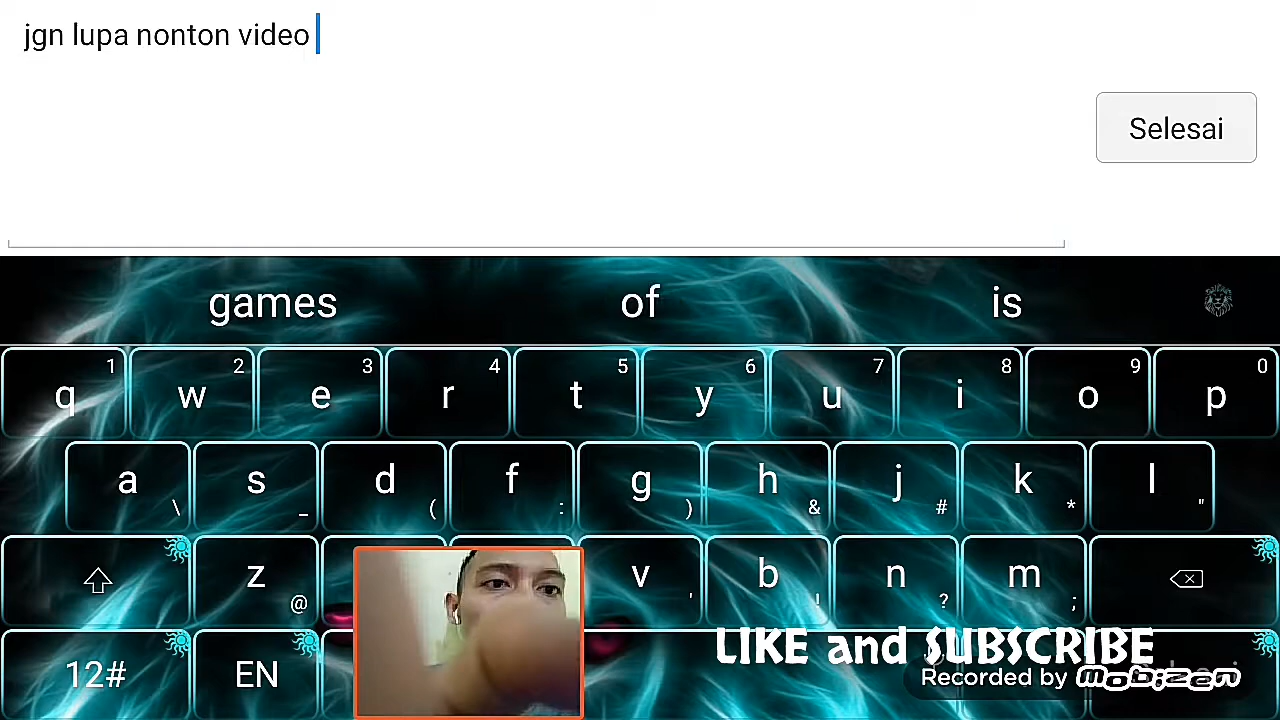 jgn lupa nonton video
Selesai
games of is
1 2 3 4 5 6 7 8 9 0
q w e r t y u i o p
a s d f g h j k l
\ _ ( : ) & # * "
z v b n m
@ ' ! ? ;
LIKE and SUBSCRIBE
12# EN
Recorded by mobizen